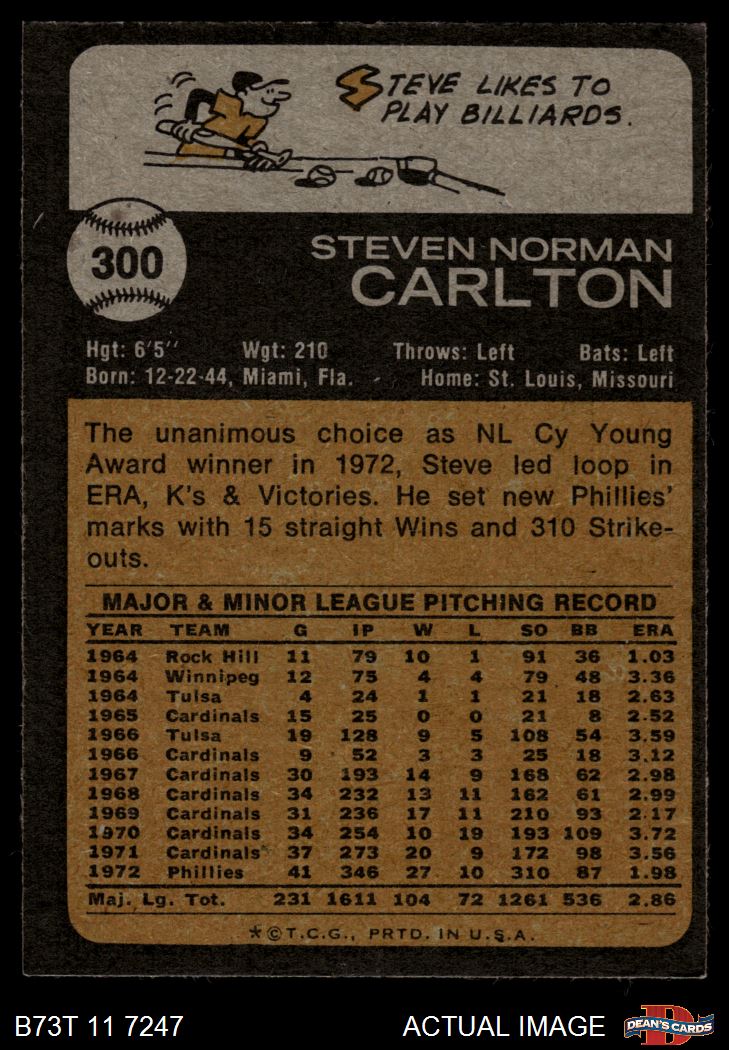 STEVE LIKES TO
PLAY BILLIARDS.
300
STEVEN NORMAN
CARLTON
Hgt: 6'5'' Wgt: 210 Throws: Left Bats: Left
Born: 12-22-44, Miami, Fla. Home: St. Louis, Missouri
The unanimous choice as NL Cy Young
Award winner in 1972, Steve led loop in
ERA, K's & Victories. He set new Phillies'
marks with 15 straight Wins and 310 Strike-
outs.
MAJOR & MINOR LEAGUE PITCHING RECORD
YEAR TEAM G IP W L SO BB ERA
1964 Rock Hill 11 79 10 1 91 36 1.03
1964 Winnipeg 12 75 4 4 79 48 3.36
1964 Tulsa 4 24 1 1 21 18 2.63
1965 Cardinals 15 25 0 0 21 8 2.52
1966 Tulsa 19 128 9 5 108 54 3.59
1966 Cardinals 9 52 3 3 25 18 3.12
1967 Cardinals 30 193 14 9 168 62 2.98
1968 Cardinals 34 232 13 11 162 61 2.99
1969 Cardinals 31 236 17 11 210 93 2.17
1970 Cardinals 34 254 10 19 193 109 3.72
1971 Cardinals 37 273 20 9 172 98 3.56
1972 Phillies 41 346 27 10 310 87 1.98
Maj. Lg. Tot. 231 1611 104 72 1261 536 2.86
*©T.C.G., PRTD. IN U.S.A.
B73T 11 7247 ACTUAL IMAGE DEAN'S CARDS